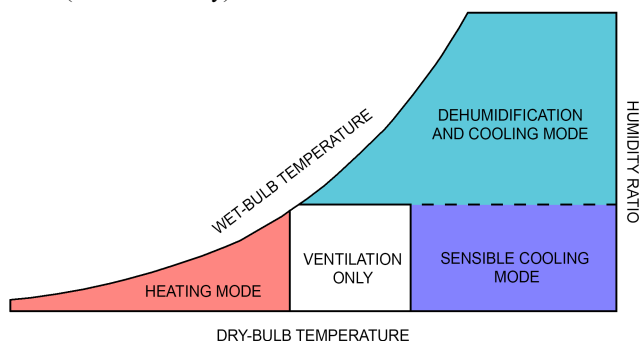 DEHUMIDIFICATION
AND COOLING MODE
HUMIDITY RATIO
WET-BULB TEMPERATURE
VENTILATION
ONLY
SENSIBLE COOLING
MODE
HEATING MODE
DRY-BULB TEMPERATURE